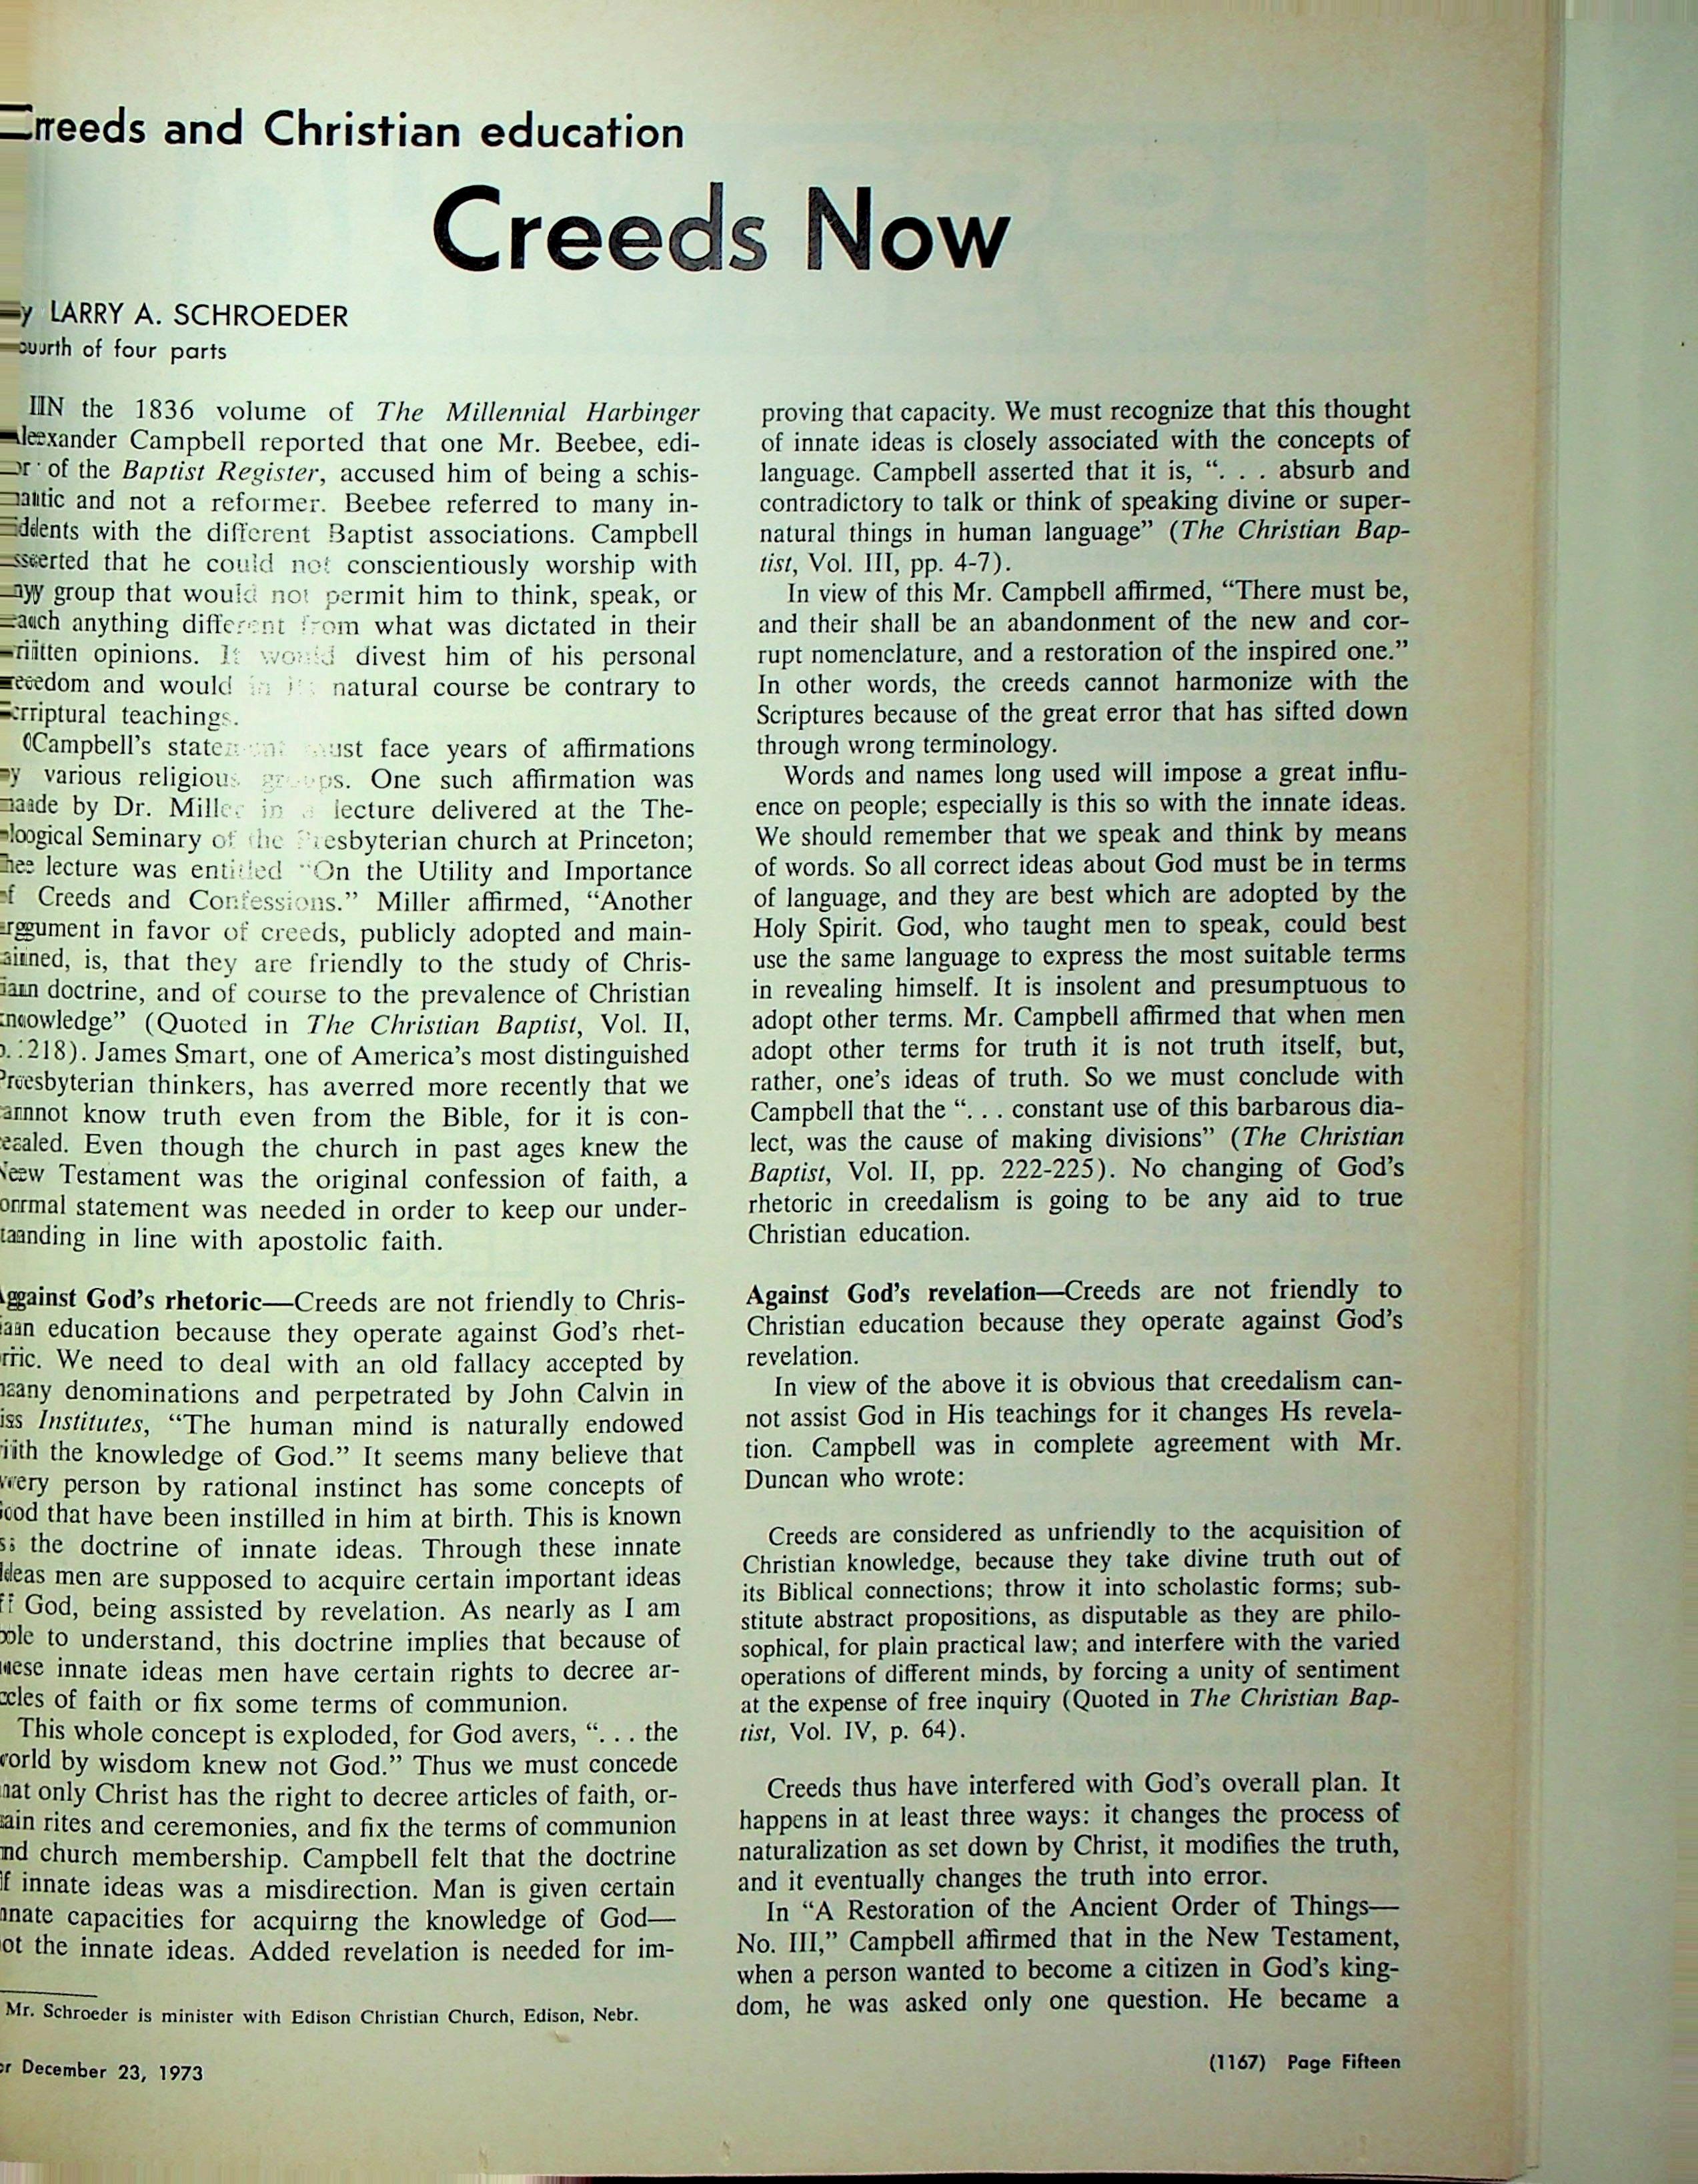 Creeds and Christian education
Creeds Now
By LARRY A. SCHROEDER
Fourth of four parts
IN the 1836 volume of The Millennial Harbinger
Alexander Campbell reported that one Mr. Beebee, edi-
tor of the Baptist Register, accused him of being a schis-
matic and not a reformer. Beebee referred to many in-
cidents with the different Baptist associations. Campbell
asserted that he could not conscientiously worship with
any group that would not permit him to think, speak, or
teach anything different from what was dictated in their
written opinions. It would divest him of his personal
freedom and would in its natural course be contrary to
Scriptural teachings.
Campbell's statement must face years of affirmations
by various religious groups. One such affirmation was
made by Dr. Miller in a lecture delivered at the The-
ological Seminary of the Presbyterian church at Princeton;
the lecture was entitled "On the Utility and Importance
of Creeds and Confessions." Miller affirmed, "Another
argument in favor of creeds, publicly adopted and main-
tained, is, that they are friendly to the study of Chris-
tian doctrine, and of course to the prevalence of Christian
knowledge" (Quoted in The Christian Baptist, Vol. II,
p. 218). James Smart, one of America's most distinguished
Presbyterian thinkers, has averred more recently that we
cannot know truth even from the Bible, for it is con-
cealed. Even though the church in past ages knew the
New Testament was the original confession of faith, a
formal statement was needed in order to keep our under-
standing in line with apostolic faith.
Against God's rhetoric—Creeds are not friendly to Chris-
tian education because they operate against God's rhet-
oric. We need to deal with an old fallacy accepted by
many denominations and perpetrated by John Calvin in
his Institutes, "The human mind is naturally endowed
with the knowledge of God." It seems many believe that
every person by rational instinct has some concepts of
God that have been instilled in him at birth. This is known
as the doctrine of innate ideas. Through these innate
ideas men are supposed to acquire certain important ideas
of God, being assisted by revelation. As nearly as I am
able to understand, this doctrine implies that because of
these innate ideas men have certain rights to decree ar-
ticles of faith or fix some terms of communion.
This whole concept is exploded, for God avers, ". . . the
world by wisdom knew not God." Thus we must concede
that only Christ has the right to decree articles of faith, or-
dain rites and ceremonies, and fix the terms of communion
and church membership. Campbell felt that the doctrine
of innate ideas was a misdirection. Man is given certain
innate capacities for acquirng the knowledge of God—
not the innate ideas. Added revelation is needed for im-
Mr. Schroeder is minister with Edison Christian Church, Edison, Nebr.
for December 23, 1973
proving that capacity. We must recognize that this thought
of innate ideas is closely associated with the concepts of
language. Campbell asserted that it is, ". . . absurb and
contradictory to talk or think of speaking divine or super-
natural things in human language" (The Christian Bap-
tist, Vol. III, pp. 4-7).
In view of this Mr. Campbell affirmed, "There must be,
and their shall be an abandonment of the new and cor-
rupt nomenclature, and a restoration of the inspired one."
In other words, the creeds cannot harmonize with the
Scriptures because of the great error that has sifted down
through wrong terminology.
Words and names long used will impose a great influ-
ence on people; especially is this so with the innate ideas.
We should remember that we speak and think by means
of words. So all correct ideas about God must be in terms
of language, and they are best which are adopted by the
Holy Spirit. God, who taught men to speak, could best
use the same language to express the most suitable terms
in revealing himself. It is insolent and presumptuous to
adopt other terms. Mr. Campbell affirmed that when men
adopt other terms for truth it is not truth itself, but,
rather, one's ideas of truth. So we must conclude with
Campbell that the ". . . constant use of this barbarous dia-
lect, was the cause of making divisions" (The Christian
Baptist, Vol. II, pp. 222-225). No changing of God's
rhetoric in creedalism is going to be any aid to true
Christian education.
Against God's revelation—Creeds are not friendly to
Christian education because they operate against God's
revelation.
In view of the above it is obvious that creedalism can-
not assist God in His teachings for it changes Hs revela-
tion. Campbell was in complete agreement with Mr.
Duncan who wrote:
Creeds are considered as unfriendly to the acquisition of
Christian knowledge, because they take divine truth out of
its Biblical connections; throw it into scholastic forms; sub-
stitute abstract propositions, as disputable as they are philo-
sophical, for plain practical law; and interfere with the varied
operations of different minds, by forcing a unity of sentiment
at the expense of free inquiry (Quoted in The Christian Bap-
tist, Vol. IV, p. 64).
Creeds thus have interfered with God's overall plan. It
happens in at least three ways: it changes the process of
naturalization as set down by Christ, it modifies the truth,
and it eventually changes the truth into error.
In "A Restoration of the Ancient Order of Things—
No. III," Campbell affirmed that in the New Testament,
when a person wanted to become a citizen in God's king-
dom, he was asked only one question. He became a
(1167) Page Fifteen